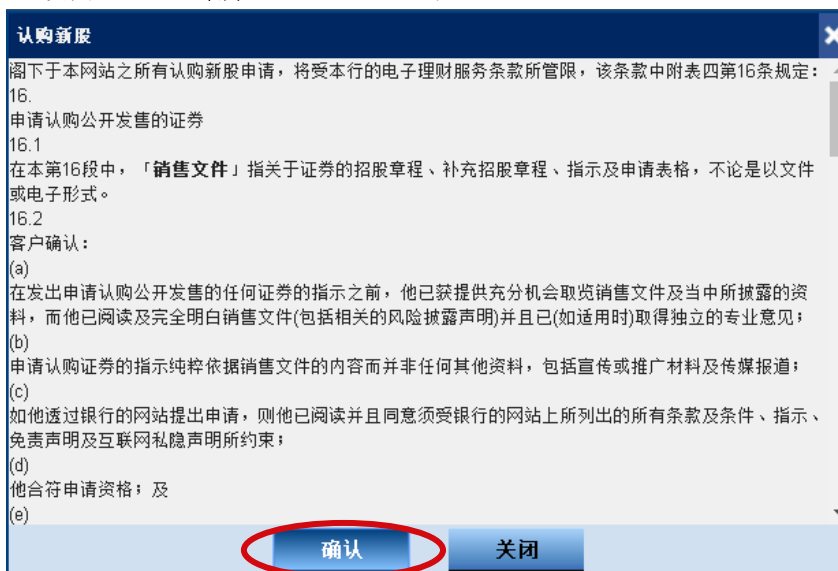 认购新股
阁下于本网站之所有认购新股申请，将受本行的电子理财服务条款所管限，该条款中附表四第16条规定：
16.
申请认购公开发售的证券
16.1
在本第16段中，「销售文件」指关于证券的招股章程、补充招股章程、指示及申请表格，不论是以文件
或电子形式。
16.2
客户确认：
(a)
在发出申请认购公开发售的任何证券的指示之前，他已获提供充分机会取览销售文件及当中所披露的资
料，而他已阅读及完全明白销售文件(包括相关的风险披露声明)并且已(如适用时)取得独立的专业意见；
(b)
申请认购证券的指示纯粹依据销售文件的内容而并非任何其他资料，包括宣传或推广材料及传媒报道；
(c)
如他透过银行的网站提出申请，则他已阅读并且同意须受银行的网站上所列出的所有条款及条件、指示、
免责声明及互联网私隐声明所约束；
(d)
他合符申请资格；及
(e)
确认 关闭